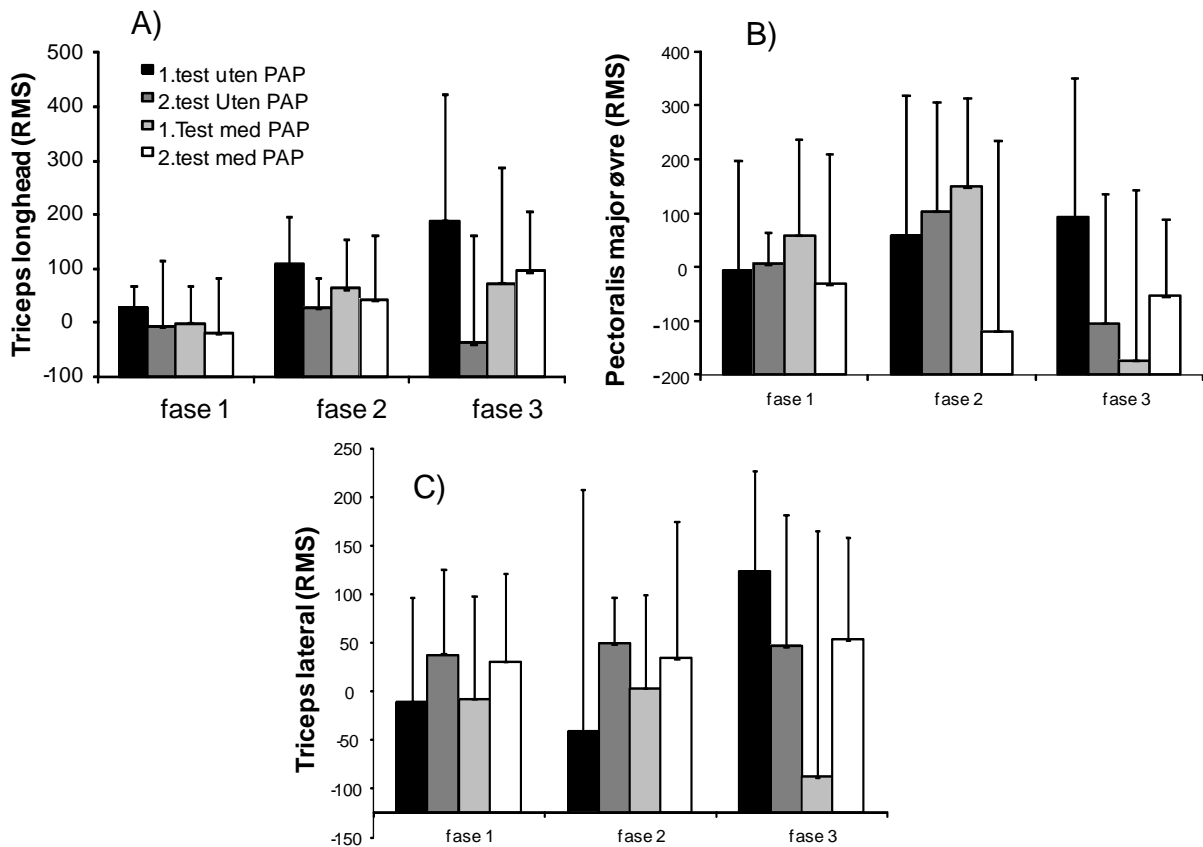 A)
Triceps longhead (RMS)
500
400
300
200
100
0
-100
1.test uten PAP
2.test Uten PAP
1.Test med PAP
2.test med PAP
fase 1 fase 2 fase 3
B)
Pectoralis major øvre (RMS)
400
300
200
100
0
-100
-200
fase 1 fase 2 fase 3
C)
Triceps lateral (RMS)
250
200
150
100
50
0
-50
-100
-150
fase 1 fase 2 fase 3